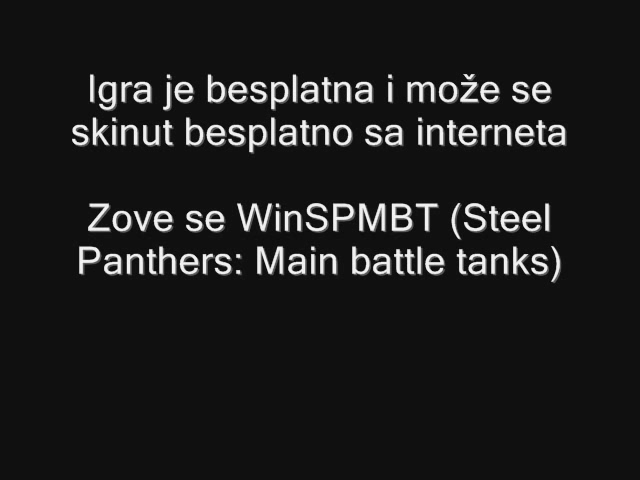 Igra je besplatna i može se
skinut besplatno sa interneta
Zove se WinSPMBT (Steel
Panthers: Main battle tanks)